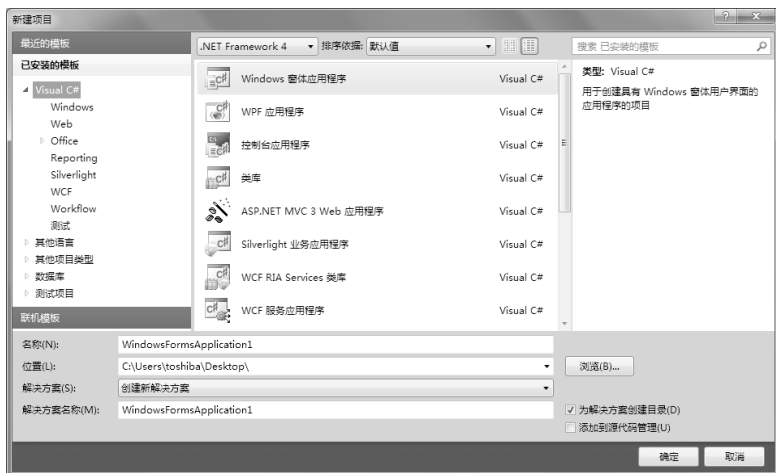 新建项目
最近的模板
已安装的模板
Visual C#
Windows
Web
Office
Reporting
Silverlight
WCF
Workflow
测试
其他语言
其他项目类型
数据库
测试项目
联机模板
.NET Framework 4 排序依据: 默认值
Windows 窗体应用程序 Visual C#
WPF 应用程序 Visual C#
控制台应用程序 Visual C#
类库 Visual C#
ASP.NET MVC 3 Web 应用程序 Visual C#
Silverlight 业务应用程序 Visual C#
WCF RIA Services 类库 Visual C#
WCF 服务应用程序 Visual C#
搜索 已安装的模板
类型: Visual C#
用于创建具有 Windows 窗体用户界面的
应用程序的项目
名称(N): WindowsFormsApplication1
位置(L): C:\Users\toshiba\Desktop\ 浏览(B)...
解决方案(S): 创建新解决方案
解决方案名称(M): WindowsFormsApplication1 为解决方案创建目录(D)
添加到源代码管理(U)
确定 取消